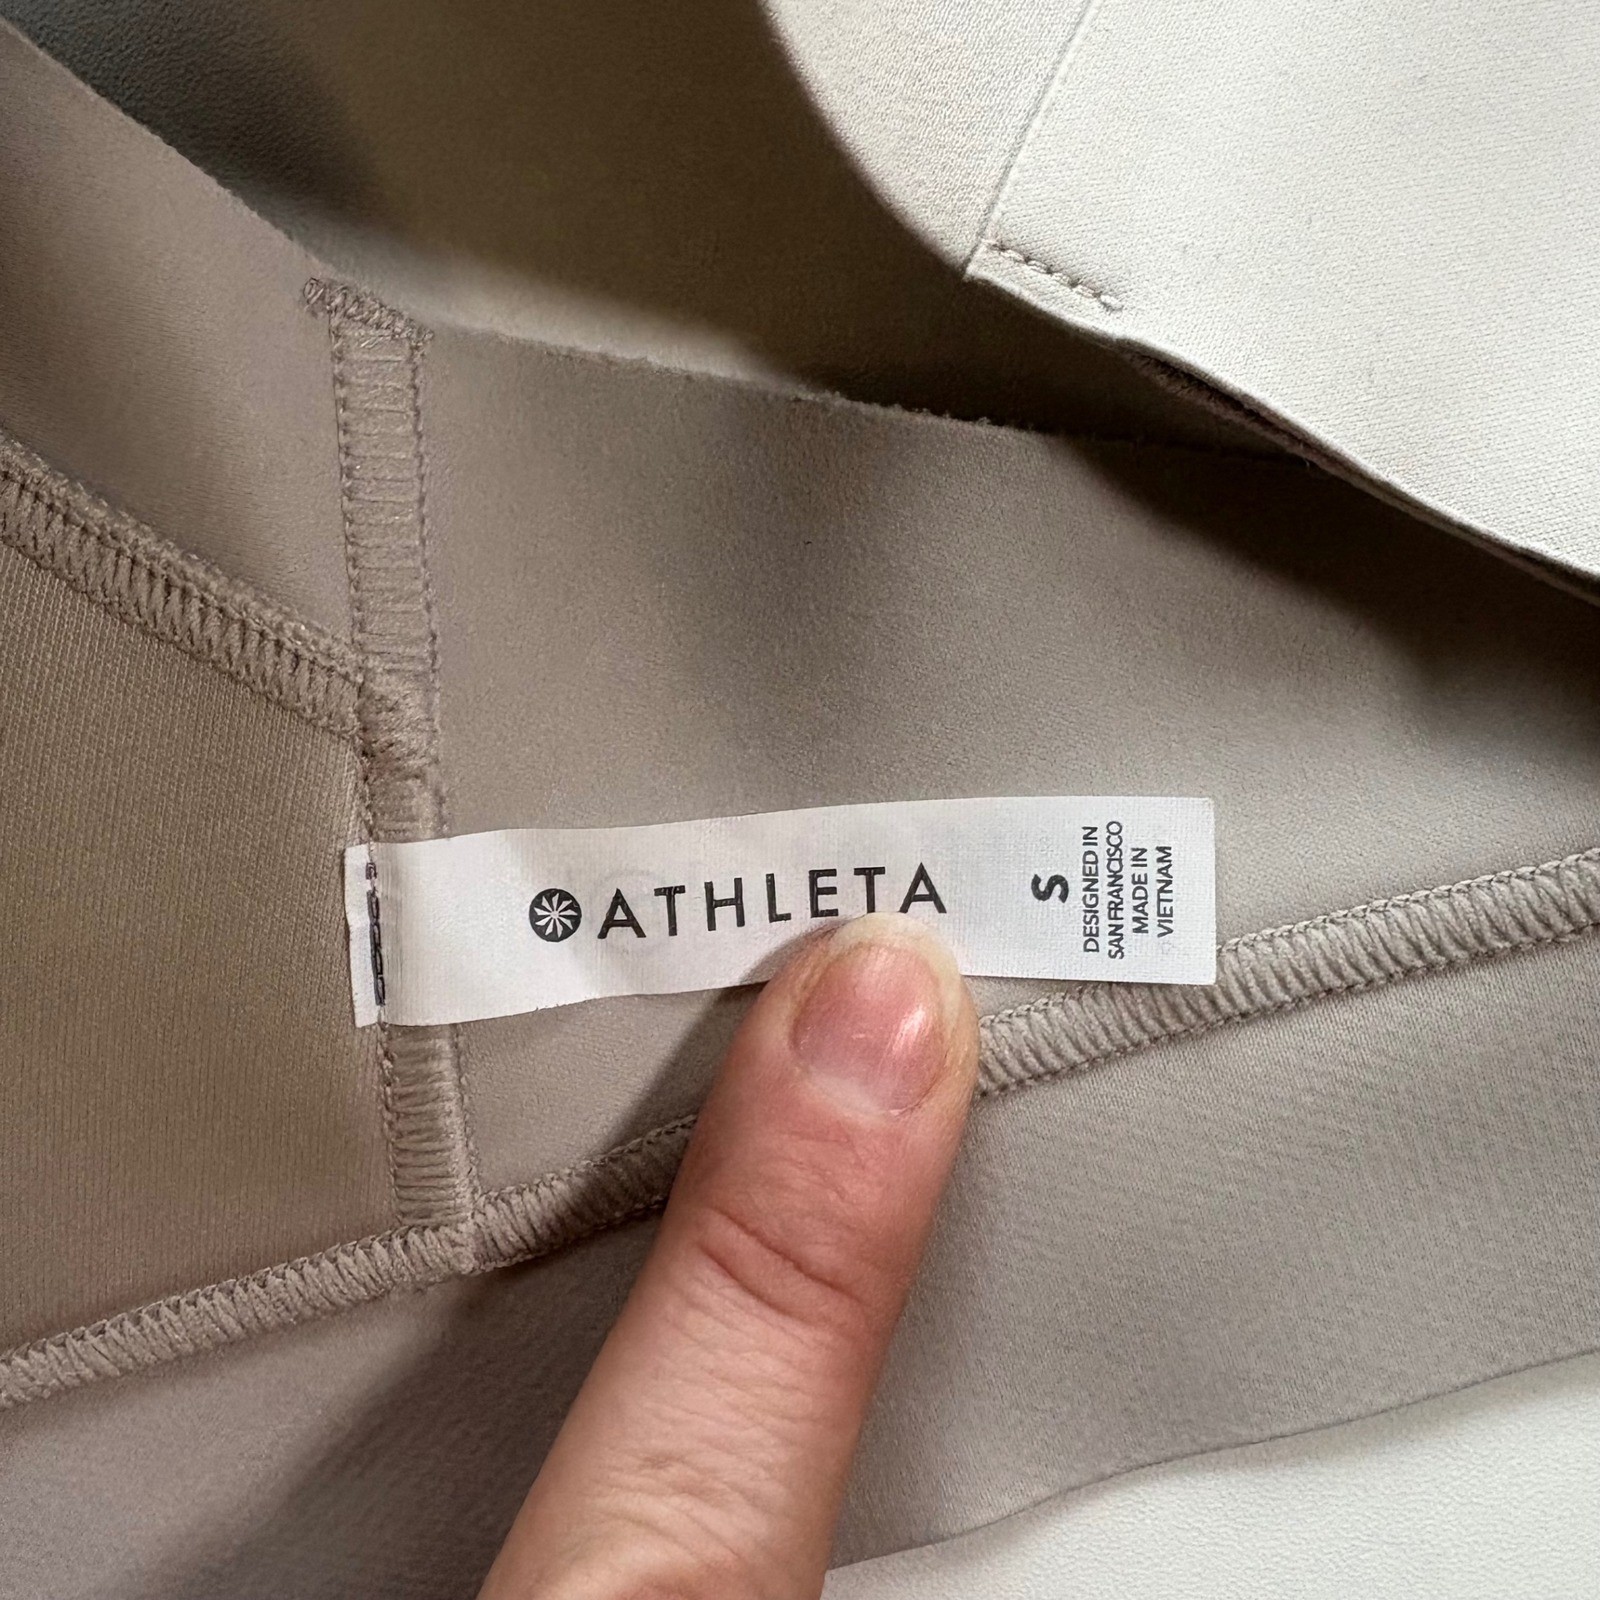 ATHLETA
S
DESIGNED IN
SAN FRANCISCO
MADE IN
VIETNAM